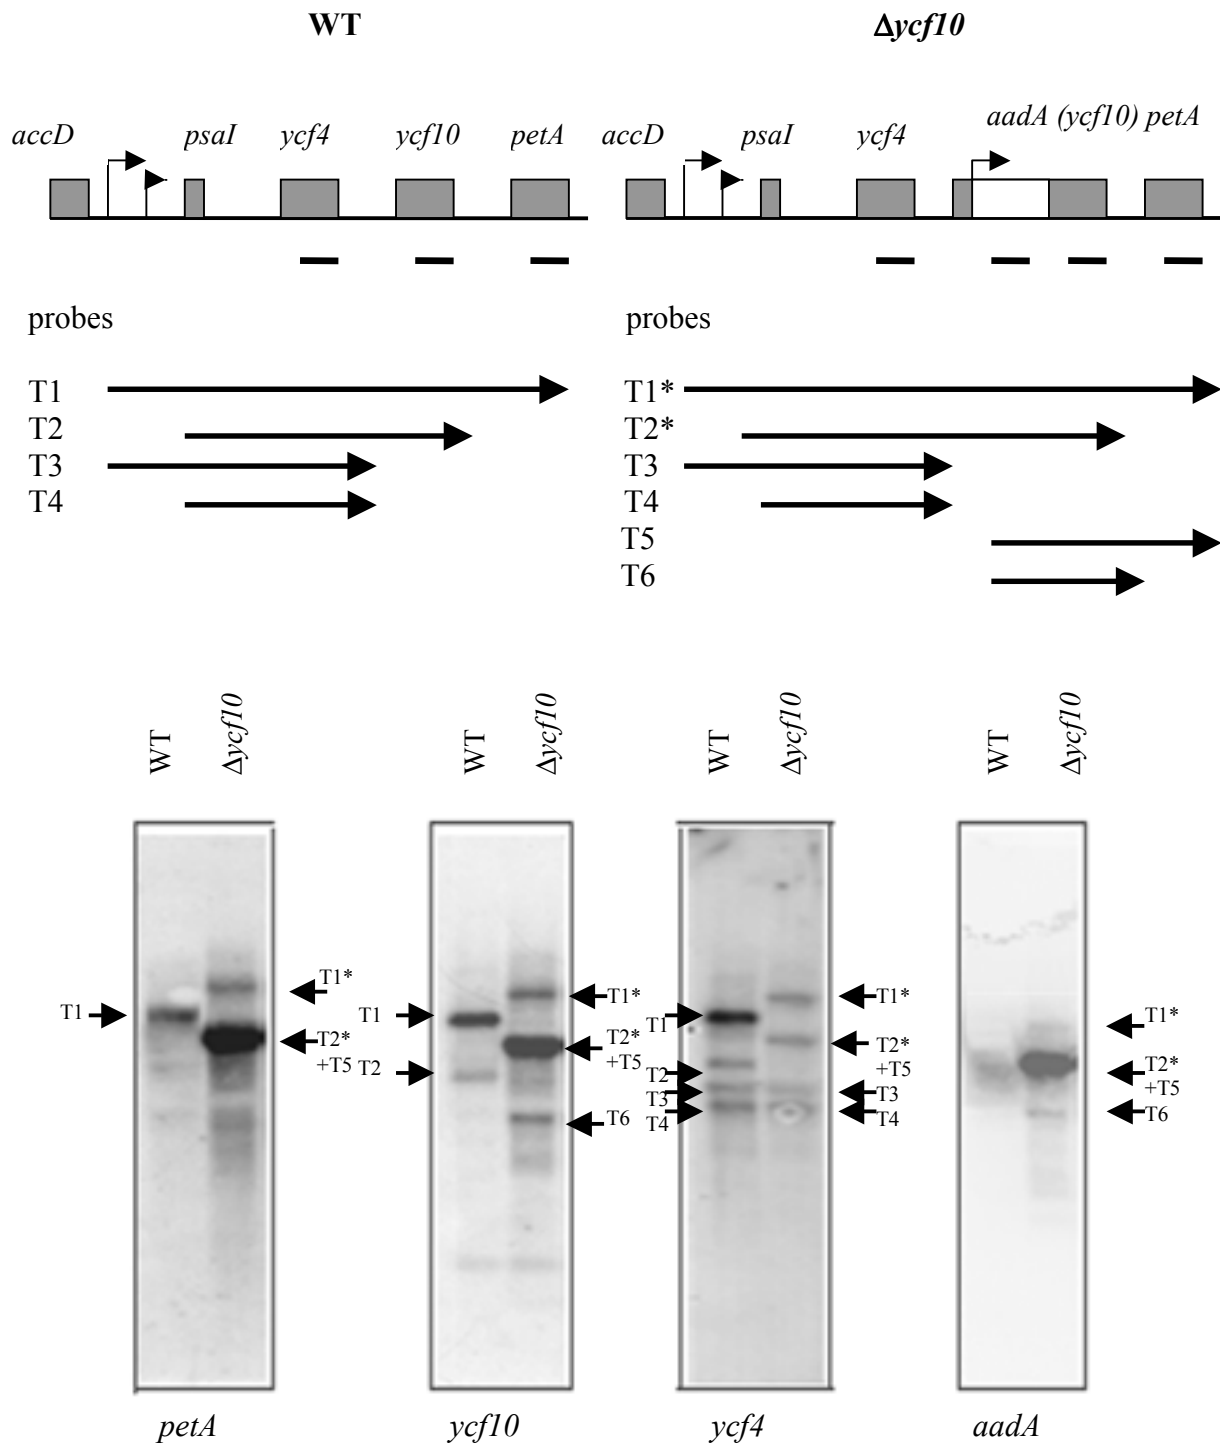 WT
Δycf10
accD psaI ycf4 ycf10 petA
accD psaI ycf4 aadA (ycf10) petA
probes
probes
T1
T2
T3
T4
T1*
T2*
T3
T4
T5
T6
WT Δycf10
WT Δycf10
WT Δycf10
WT Δycf10
T1
T1*
T2*
+T5
T1
T2
T1*
T2*
+T5
T6
T1
T2
T3
T4
T1*
T2*
+T5
T3
T4
T1*
T2*
+T5
T6
petA
ycf10
ycf4
aadA